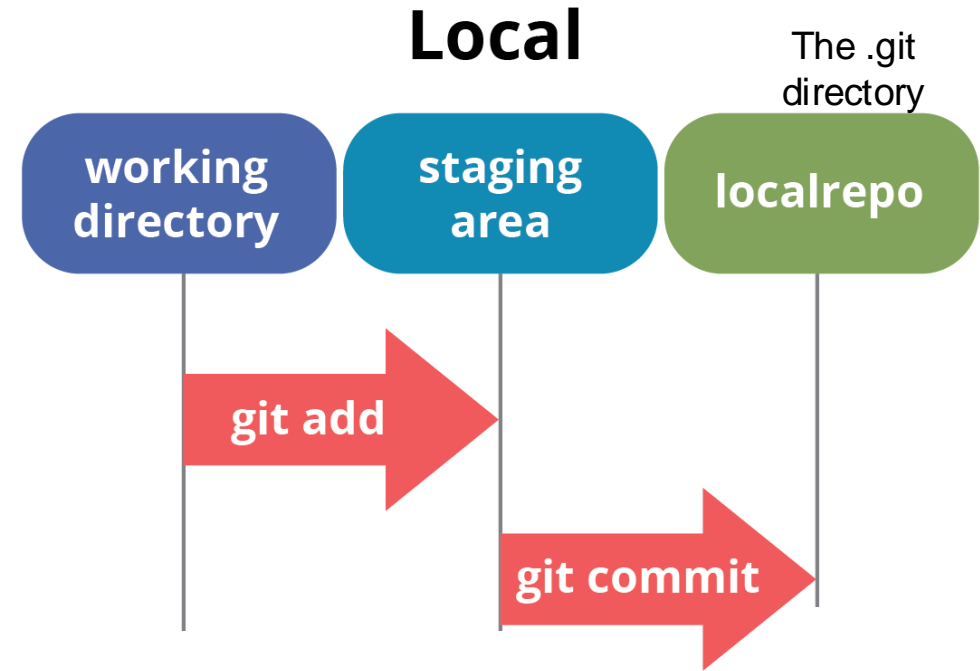 Local
The .git
directory
working
directory
staging
area
localrepo
git add
git commit